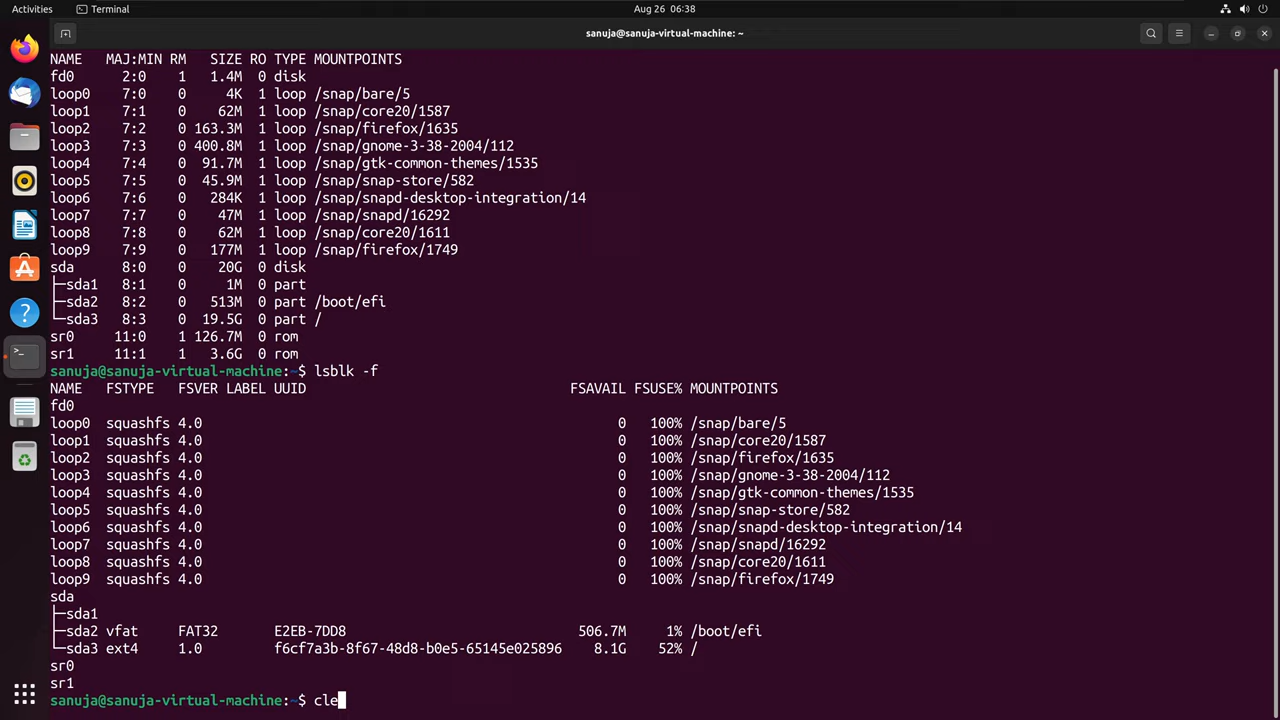 Activities Terminal Aug 26 06:38
sanuja@sanuja-virtual-machine: ~
NAME MAJ:MIN RM SIZE RO TYPE MOUNTPOINTS
fd0 2:0 1 1.4M 0 disk
loop0 7:0 0 4K 1 loop /snap/bare/5
loop1 7:1 0 62M 1 loop /snap/core20/1587
loop2 7:2 0 163.3M 1 loop /snap/firefox/1635
loop3 7:3 0 400.8M 1 loop /snap/gnome-3-38-2004/112
loop4 7:4 0 91.7M 1 loop /snap/gtk-common-themes/1535
loop5 7:5 0 45.9M 1 loop /snap/snap-store/582
loop6 7:6 0 284K 1 loop /snap/snapd-desktop-integration/14
loop7 7:7 0 47M 1 loop /snap/snapd/16292
loop8 7:8 0 62M 1 loop /snap/core20/1611
loop9 7:9 0 177M 1 loop /snap/firefox/1749
sda 8:0 0 20G 0 disk
├─sda1 8:1 0 1M 0 part
├─sda2 8:2 0 513M 0 part /boot/efi
└─sda3 8:3 0 19.5G 0 part /
sr0 11:0 1 126.7M 0 rom
sr1 11:1 1 3.6G 0 rom
sanuja@sanuja-virtual-machine:~$ lsblk -f
NAME FSTYPE FSVER LABEL UUID FSAVAIL FSUSE% MOUNTPOINTS
fd0
loop0 squashfs 4.0 0 100% /snap/bare/5
loop1 squashfs 4.0 0 100% /snap/core20/1587
loop2 squashfs 4.0 0 100% /snap/firefox/1635
loop3 squashfs 4.0 0 100% /snap/gnome-3-38-2004/112
loop4 squashfs 4.0 0 100% /snap/gtk-common-themes/1535
loop5 squashfs 4.0 0 100% /snap/snap-store/582
loop6 squashfs 4.0 0 100% /snap/snapd-desktop-integration/14
loop7 squashfs 4.0 0 100% /snap/snapd/16292
loop8 squashfs 4.0 0 100% /snap/core20/1611
loop9 squashfs 4.0 0 100% /snap/firefox/1749
sda
├─sda1
├─sda2 vfat FAT32 E2EB-7DD8 506.7M 1% /boot/efi
└─sda3 ext4 1.0 f6cf7a3b-8f67-48d8-b0e5-65145e025896 8.1G 52% /
sr0
sr1
sanuja@sanuja-virtual-machine:~$ cle